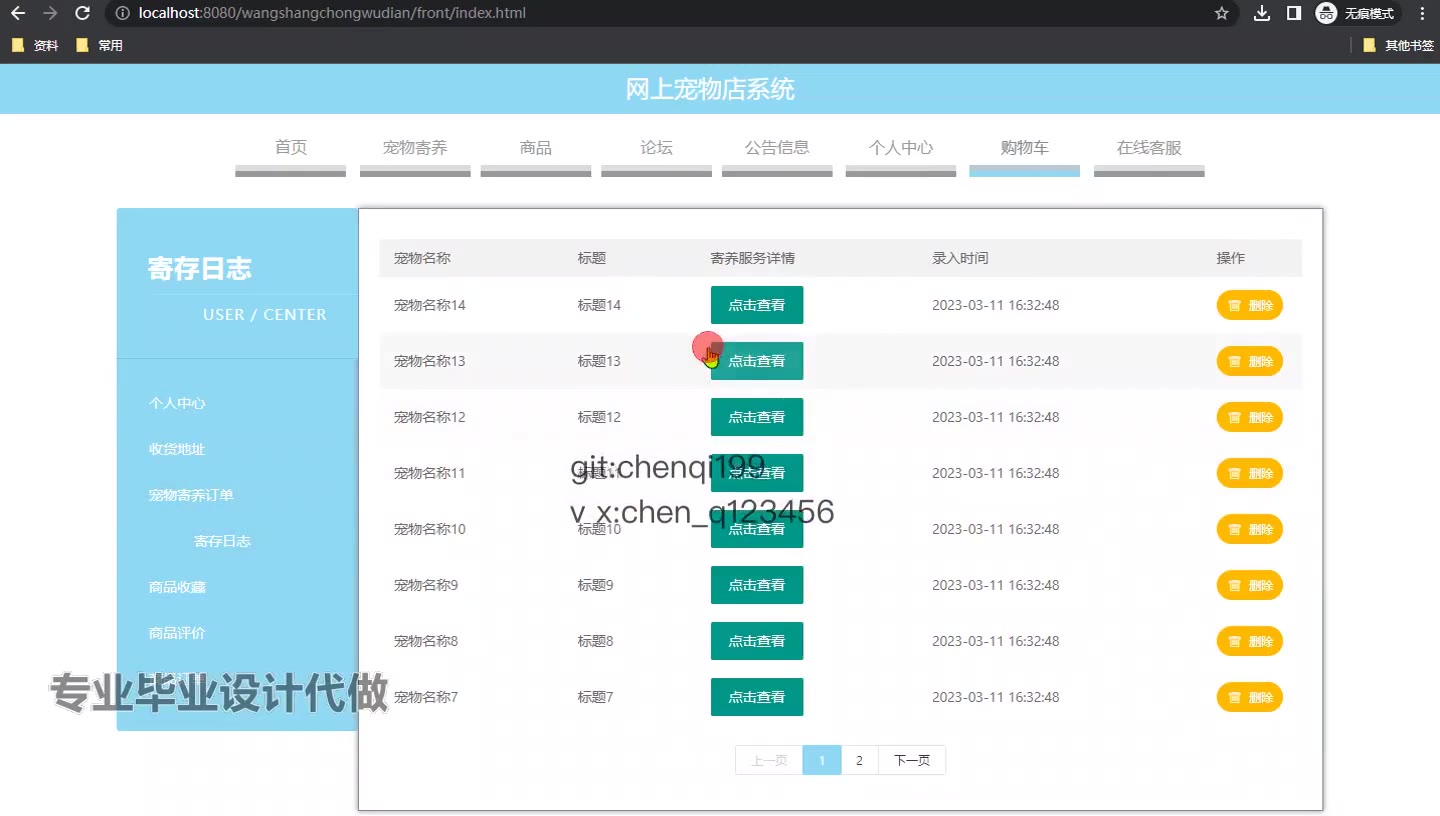 localhost:8080/wangshangchongwudian/front/index.html
无痕模式
资料 常用 其他书签
网上宠物店系统
首页 宠物寄养 商品 论坛 公告信息 个人中心 购物车 在线客服
寄存日志
USER / CENTER
个人中心
收货地址
宠物寄养订单
寄存日志
商品收藏
商品评价
专业毕业设计代做
宠物名称 标题 寄养服务详情 录入时间 操作
宠物名称14 标题14 点击查看 2023-03-11 16:32:48 删除
宠物名称13 标题13 点击查看 2023-03-11 16:32:48 删除
宠物名称12 标题12 点击查看 2023-03-11 16:32:48 删除
git:chenqi199
宠物名称11 标题11 点击查看 2023-03-11 16:32:48 删除
v_x:chen_q123456
宠物名称10 标题10 点击查看 2023-03-11 16:32:48 删除
宠物名称9 标题9 点击查看 2023-03-11 16:32:48 删除
宠物名称8 标题8 点击查看 2023-03-11 16:32:48 删除
宠物名称7 标题7 点击查看 2023-03-11 16:32:48 删除
上一页 1 2 下一页